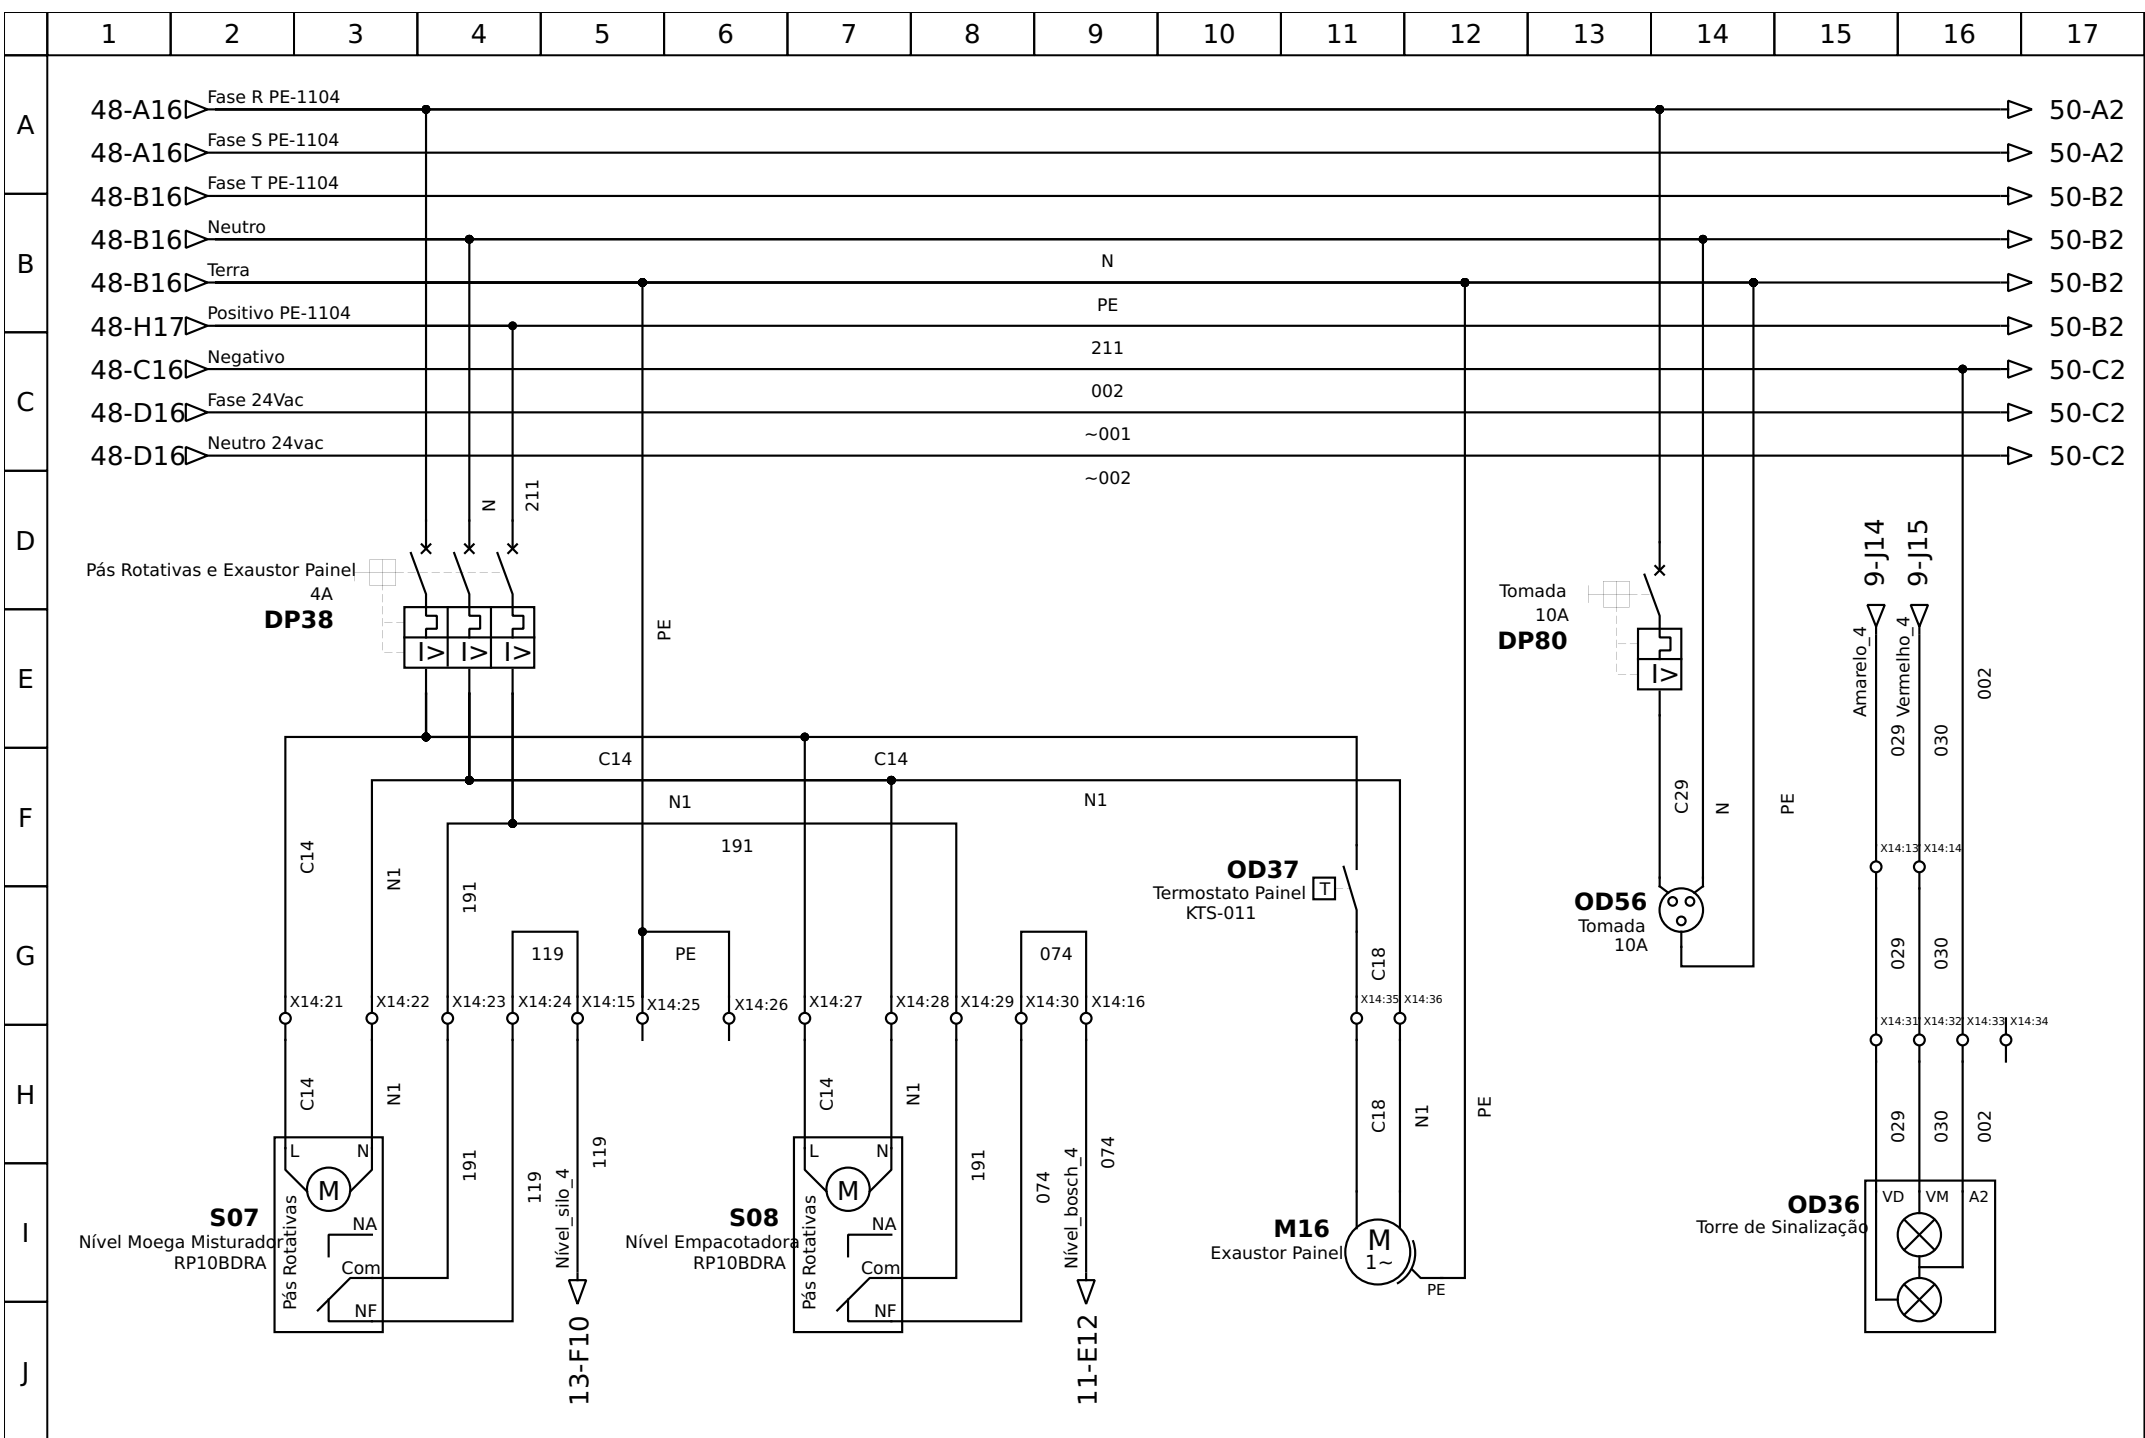 1 2 3 4 5 6 7 8 9 10 11 12 13 14 15 16 17
A
48-A16 Fase R PE-1104 50-A2
48-A16 Fase S PE-1104 50-A2
48-B16 Fase T PE-1104 50-B2
B
48-B16 Neutro 50-B2
N
48-B16 Terra 50-B2
PE
48-H17 Positivo PE-1104 50-B2
211
C
48-C16 Negativo 50-C2
002
48-D16 Fase 24Vac 50-C2
~001
48-D16 Neutro 24vac 50-C2
~002
N 211
D
9-J14 9-J15
Pás Rotativas e Exaustor Painel
4A
DP38
Tomada
10A
DP80
PE
I> I> I>
I>
E
Amarelo_4 Vermelho_4 002
029 030
C14 C14
N1 N1
191
F
C14 N1 191
C29 N PE
X14:13 X14:14
OD37
Termostato Painel T
KTS-011
OD56
Tomada
10A
G
119 PE 074
C18
029 030
X14:21 X14:22 X14:23 X14:24 X14:15 X14:25 X14:26 X14:27 X14:28 X14:29 X14:30 X14:16 X14:35 X14:36
X14:31 X14:32 X14:33 X14:34
H
C14 N1 C14 N1 C18 N1 PE 029 030 002
191 119 119 191 074 074
L N L N
M M
I
S07
Nível Moega Misturador
RP10BDRA
Pás Rotativas
NA
Com
NF
Nível_silo_4
S08
Nível Empacotadora
RP10BDRA
Pás Rotativas
NA
Com
NF
Nível_bosch_4
M16
Exaustor Painel
M
1~
PE
OD36
Torre de Sinalização
VD VM A2
J
13-F10 11-E12